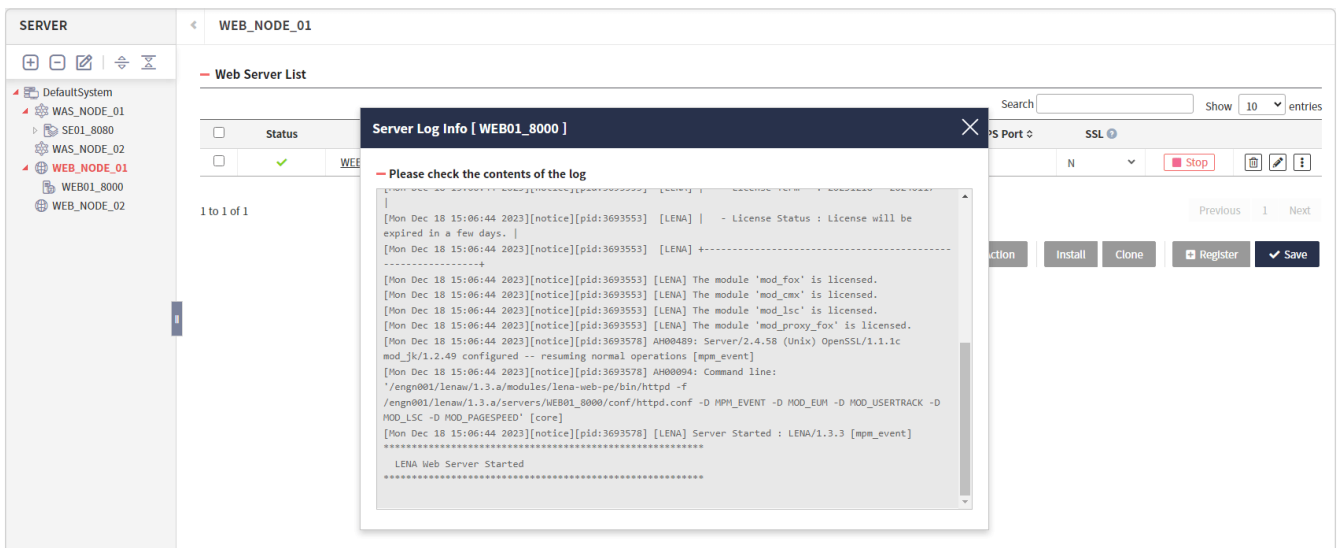 SERVER
WEB_NODE_01
DefaultSystem
WAS_NODE_01
SE01_8080
WAS_NODE_02
WEB_NODE_01
WEB01_8000
WEB_NODE_02
Web Server List
Search
Show 10 entries
Status
PS Port
SSL
WEB
N
Stop
1 to 1 of 1
Previous 1 Next
ction
Install
Clone
Register
Save
Server Log Info [ WEB01_8000 ]
Please check the contents of the log
|
[Mon Dec 18 15:06:44 2023][notice][pid:3693553] [LENA] | - License Status : License will be
expired in a few days. |
[Mon Dec 18 15:06:44 2023][notice][pid:3693553] [LENA] +--------------------------------------------
-----------------+
[Mon Dec 18 15:06:44 2023][notice][pid:3693553] [LENA] The module 'mod_fox' is licensed.
[Mon Dec 18 15:06:44 2023][notice][pid:3693553] [LENA] The module 'mod_cmx' is licensed.
[Mon Dec 18 15:06:44 2023][notice][pid:3693553] [LENA] The module 'mod_lsc' is licensed.
[Mon Dec 18 15:06:44 2023][notice][pid:3693553] [LENA] The module 'mod_proxy_fox' is licensed.
[Mon Dec 18 15:06:44 2023][notice][pid:3693578] AH00489: Server/2.4.58 (Unix) OpenSSL/1.1.1c
mod_jk/1.2.49 configured -- resuming normal operations [mpm_event]
[Mon Dec 18 15:06:44 2023][notice][pid:3693578] AH00094: Command line:
'/engn001/lenaw/1.3.a/modules/lena-web-pe/bin/httpd -f
/engn001/lenaw/1.3.a/servers/WEB01_8000/conf/httpd.conf -D MPM_EVENT -D MOD_EUM -D MOD_USERTRACK -D
MOD_LSC -D MOD_PAGESPEED' [core]
[Mon Dec 18 15:06:44 2023][notice][pid:3693578] [LENA] Server Started : LENA/1.3.3 [mpm_event]
*********************************************************
LENA Web Server Started
*********************************************************